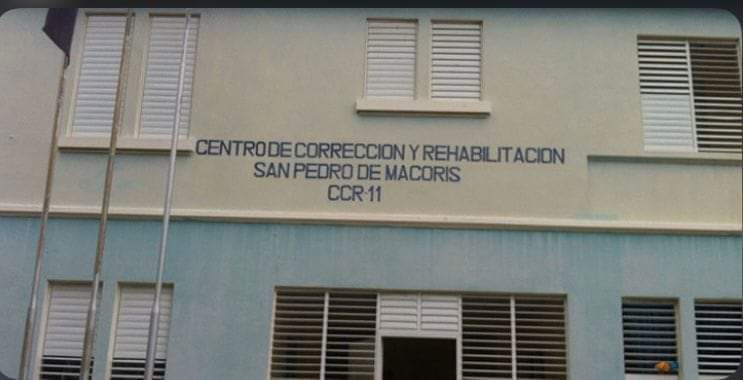 CENTRO DE CORRECCION Y REHABILITACION
SAN PEDRO DE MACORIS
CCR-11